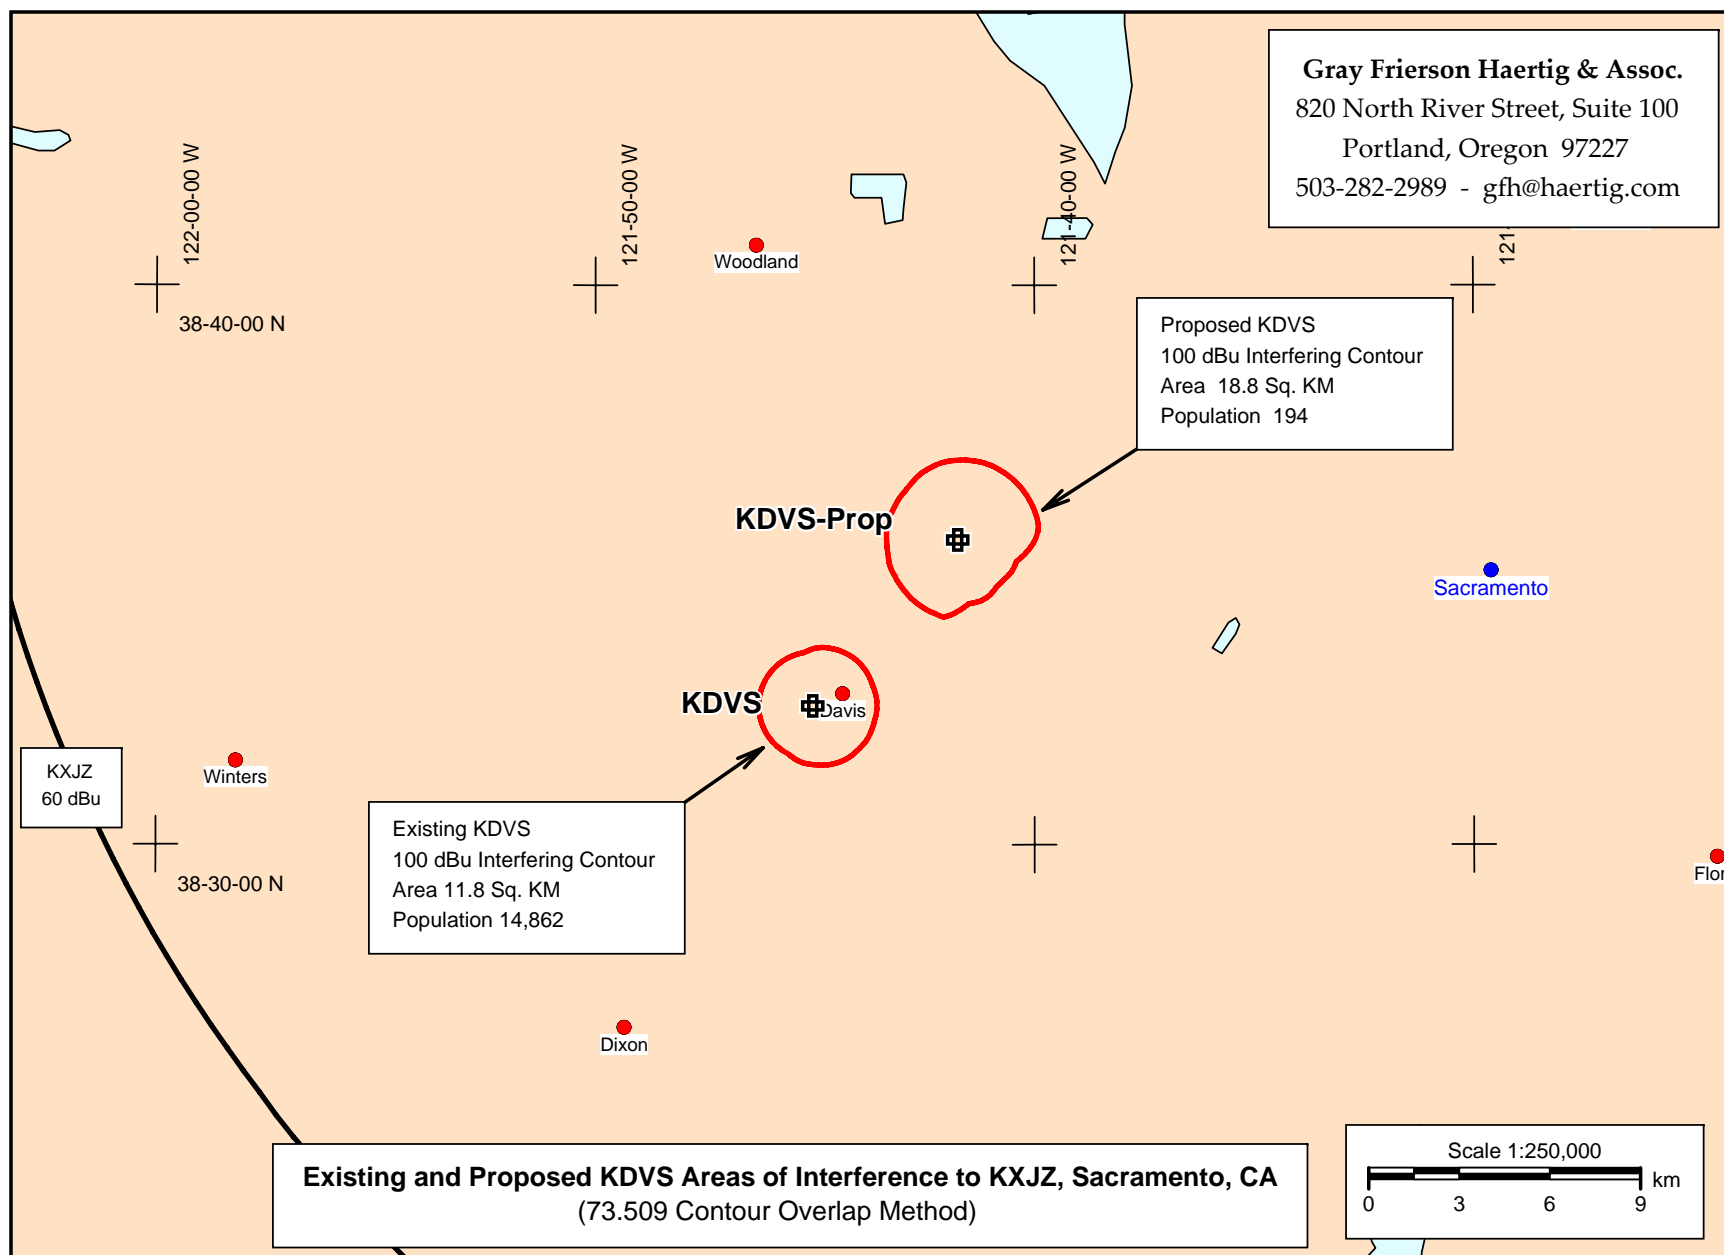 Gray Frierson Haertig & Assoc.
820 North River Street, Suite 100
Portland, Oregon 97227
503-282-2989 - gfh@haertig.com
122-00-00 W
121-50-00 W
121-40-00 W
121-
Woodland
38-40-00 N
Proposed KDVS
100 dBu Interfering Contour
Area 18.8 Sq. KM
Population 194
KDVS-Prop
Sacramento
KDVS
Davis
KXJZ
60 dBu
Winters
Existing KDVS
100 dBu Interfering Contour
Area 11.8 Sq. KM
Population 14,862
38-30-00 N
Flor
Dixon
Existing and Proposed KDVS Areas of Interference to KXJZ, Sacramento, CA
(73.509 Contour Overlap Method)
Scale 1:250,000
km
0 3 6 9